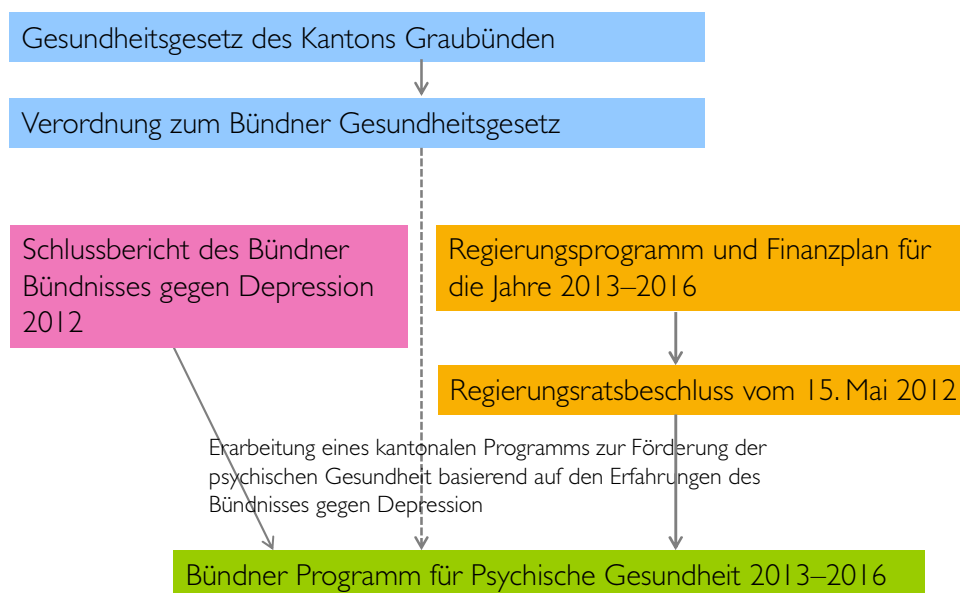 Gesundheitsgesetz des Kantons Graubünden
Verordnung zum Bündner Gesundheitsgesetz
Schlussbericht des Bündner
Bündnisses gegen Depression
2012
Regierungsprogramm und Finanzplan für
die Jahre 2013–2016
Regierungsratsbeschluss vom 15. Mai 2012
Erarbeitung eines kantonalen Programms zur Förderung der
psychischen Gesundheit basierend auf den Erfahrungen des
Bündnisses gegen Depression
Bündner Programm für Psychische Gesundheit 2013–2016